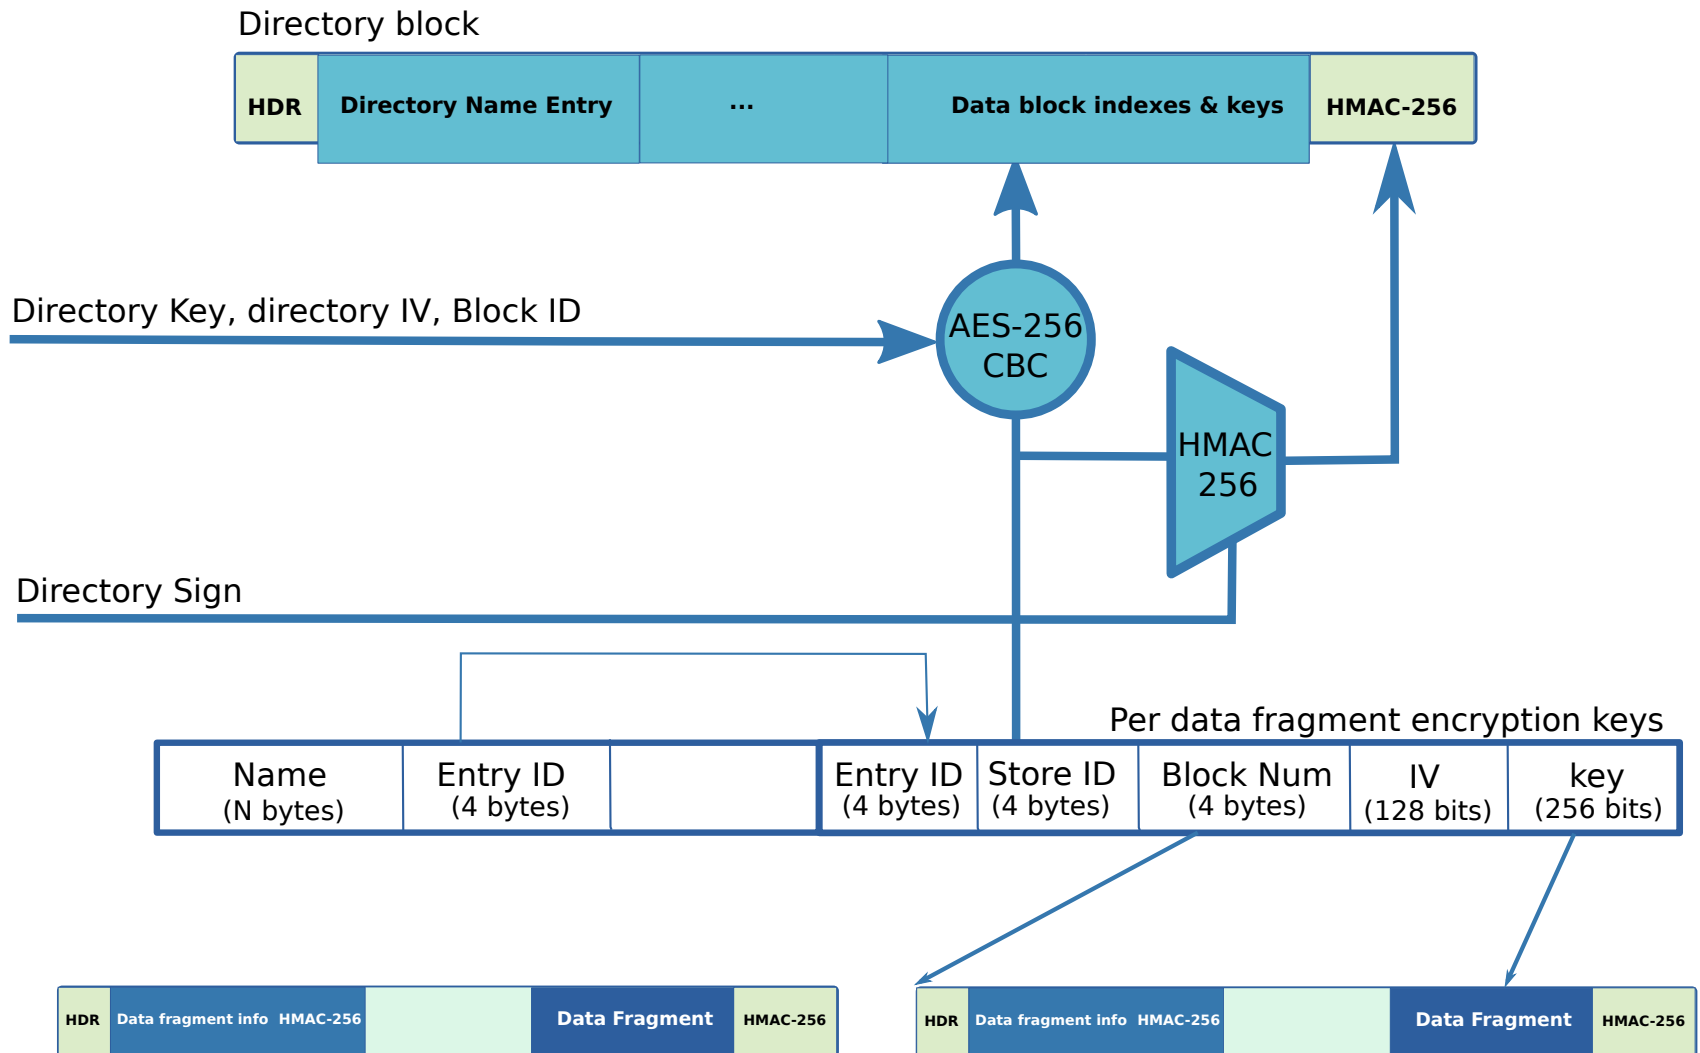 Directory block
HDR Directory Name Entry ... Data block indexes & keys HMAC-256
Directory Key, directory IV, Block ID
AES-256
CBC
HMAC
256
Directory Sign
Per data fragment encryption keys
Name Entry ID Entry ID Store ID Block Num IV key
(N bytes) (4 bytes) (4 bytes) (4 bytes) (4 bytes) (128 bits) (256 bits)
HDR Data fragment info HMAC-256 Data Fragment HMAC-256
HDR Data fragment info HMAC-256 Data Fragment HMAC-256